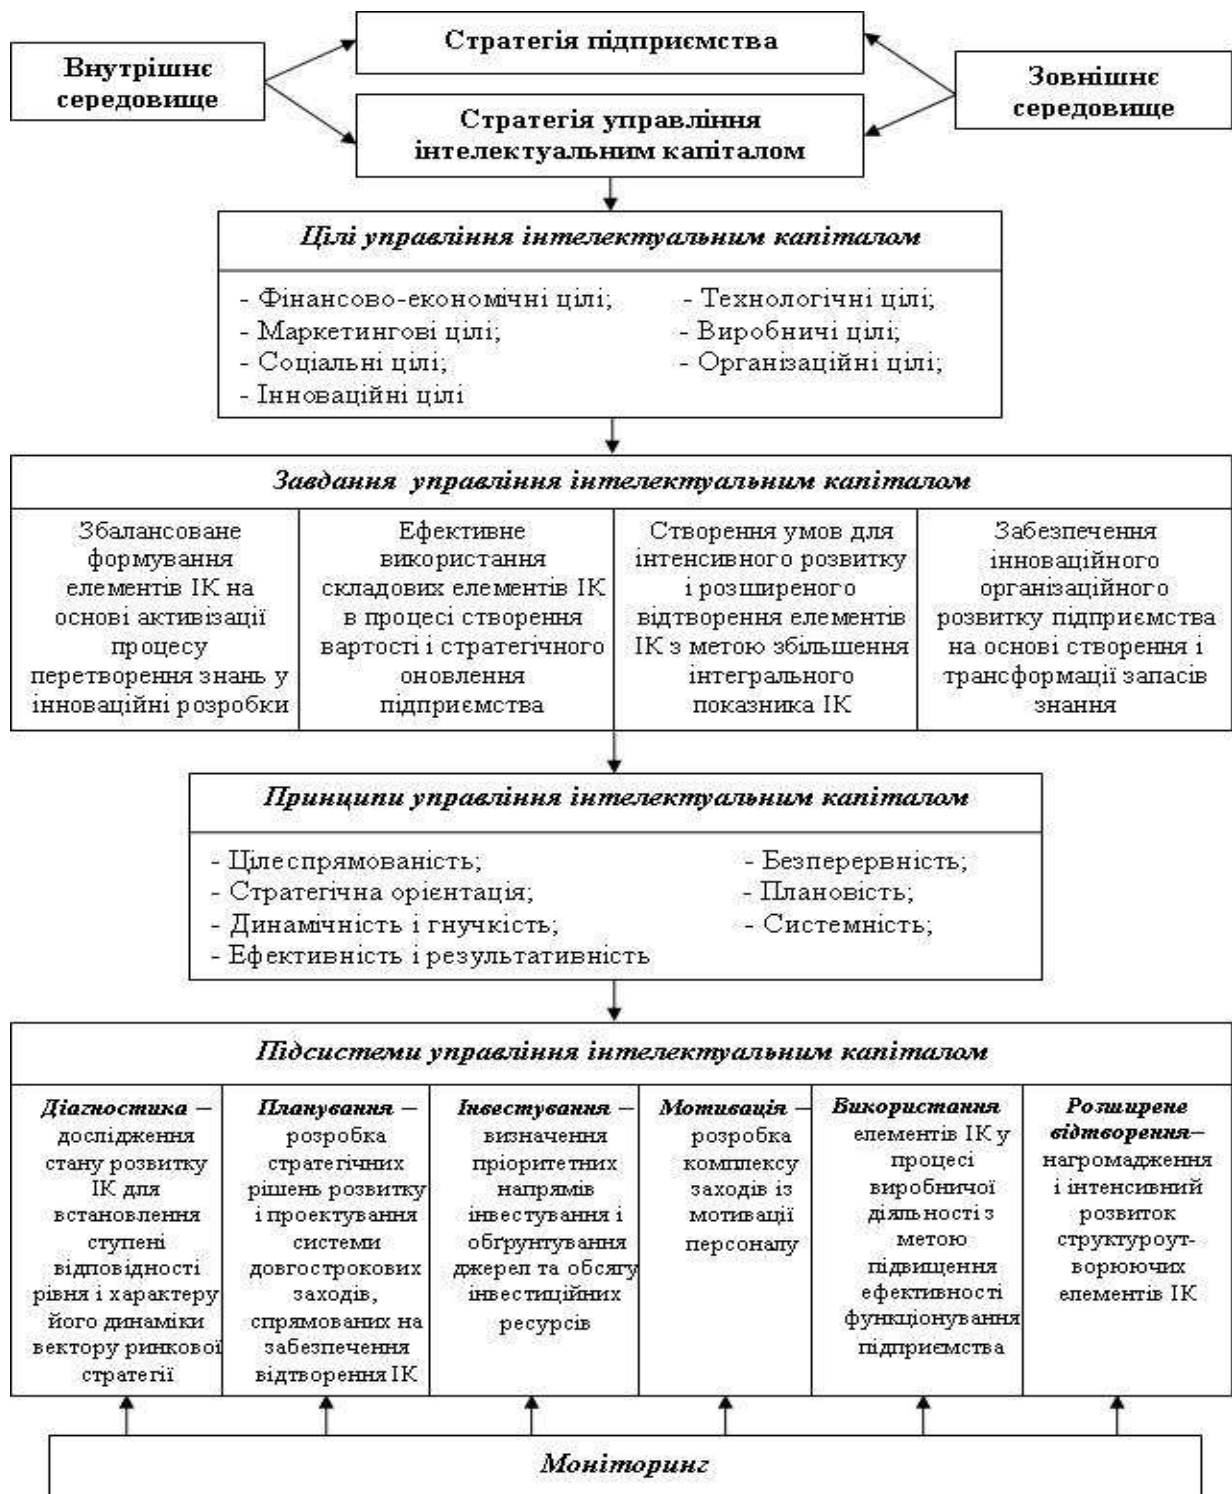 Стратегія підприємства
Внутрішнє
середовище
Зовнішнє
середовище
Стратегія управління
інтелектуальним капіталом
Цілі управління інтелектуальним капіталом
- Фінансово-економічні цілі;
- Маркетингові цілі;
- Соціальні цілі;
- Інноваційні цілі
- Технологічні цілі;
- Виробничі цілі;
- Організаційні цілі;
Завдання управління інтелектуальним капіталом
Збалансоване
формування
елементів ІК на
основі активізації
процесу
перетворення знань у
інноваційні розробки
Ефективне
використання
складових елементів ІК
в процесі створення
вартості і стратегічного
оновлення
підприємства
Створення умов для
інтенсивного розвитку
і розширеного
відтворення елементів
ІК з метою збільшення
інтегрального
показника ІК
Забезпечення
інноваційного
організаційного
розвитку підприємства
на основі створення і
трансформації запасів
знання
Принципи управління інтелектуальним капіталом
- Цілеспрямованість;
- Стратегічна орієнтація;
- Динамічність і гнучкість;
- Ефективність і результативність
- Безперервність;
- Плановість;
- Системність;
Підсистеми управління інтелектуальним капіталом
Діагностика –
дослідження
стану розвитку
ІК для
встановлення
ступені
відповідності
рівня і характеру
його динаміки
вектору ринкової
стратегії
Планування –
розробка
стратегічних
рішень розвитку
і проектування
системи
довгострокових
заходів,
спрямованих на
забезпечення
відтворення ІК
Інвестування –
визначення
пріоритетних
напрямів
інвестування і
обґрунтування
джерел та обсягу
інвестиційних
ресурсів
Мотивація –
розробка
комплексу
заходів із
мотивації
персоналу
Використання
елементів ІК у
процесі
виробничої
діяльності з
метою
підвищення
ефективності
функціонування
підприємства
Розширене
відтворення–
нагромадження
і інтенсивний
розвиток
структуроут-
ворюючих
елементів ІК
Моніторинг